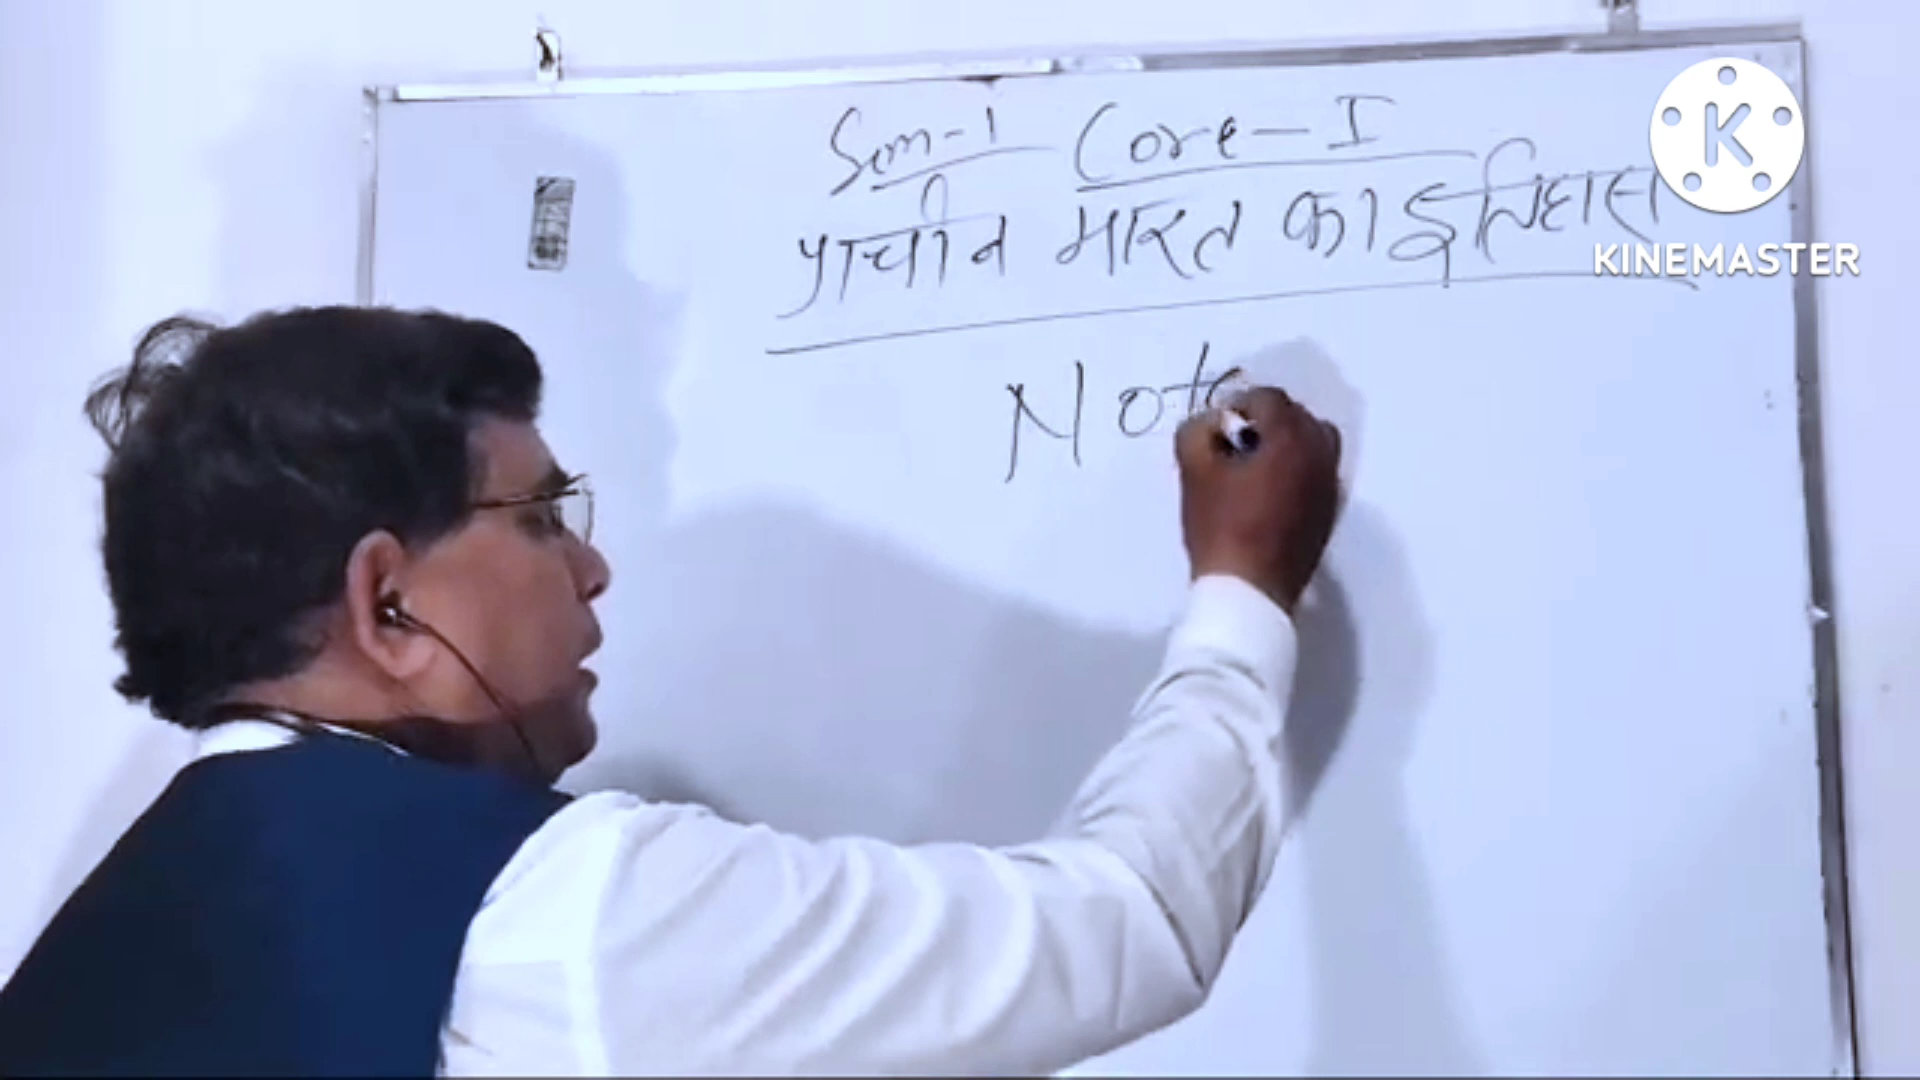 Sem-1 Core-I
प्राचीन भारत का इतिहास
Note
K
KINEMASTER